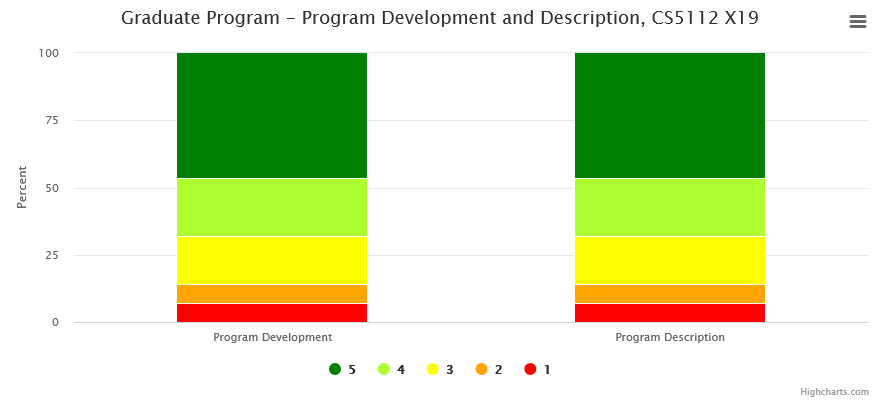 Graduate Program – Program Development and Description, CS5112 X19
100
75
50
25
0
Percent
Program Development
Program Description
5
4
3
2
1
Highcharts.com